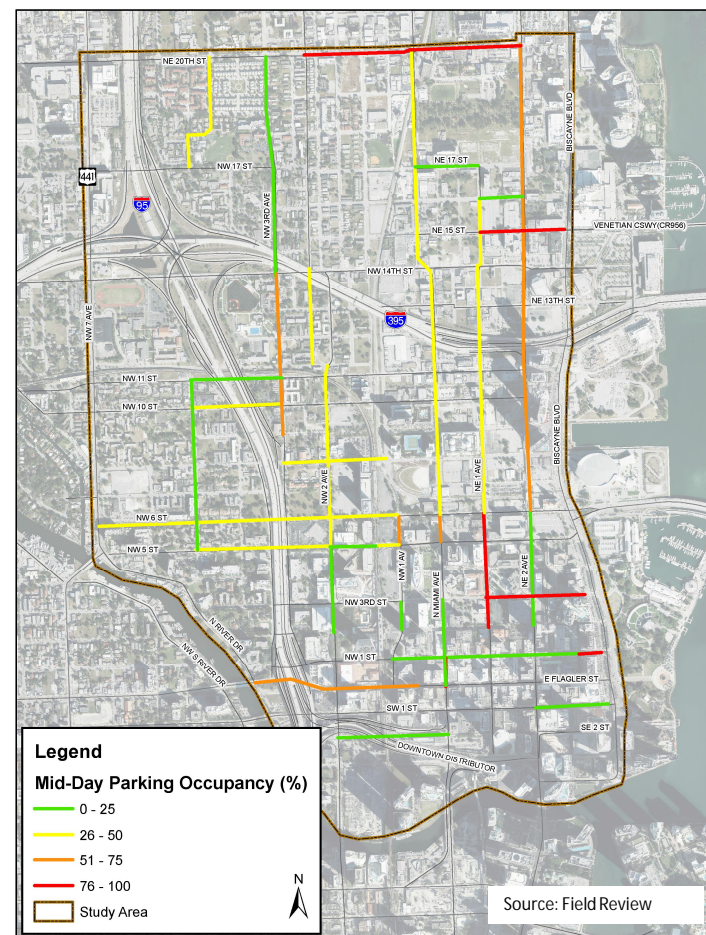 NE 20TH ST
BISCAYNE BLVD
NW 17 ST
NE 17 ST
441
95
NW 3RD AVE
NE 15 ST
VENETIAN CSWY(CR956)
NW 14TH ST
NE 13TH ST
NW 7 AVE
395
NW 11 ST
NW 10 ST
BISCAYNE BLVD
NW 2 AVE
NE 1 AVE
NW 6 ST
NW 5 ST
NW 1 AV
N MIAMI AVE
NE 2 AVE
NW 3RD ST
N RIVER DR
NW S RIVER DR
NW 1 ST
E FLAGLER ST
SW 1 ST
SE 2 ST
DOWNTOWN DISTRIBUTOR
Legend
Mid-Day Parking Occupancy (%)
0 - 25
26 - 50
51 - 75
76 - 100
Study Area
N
Source: Field Review